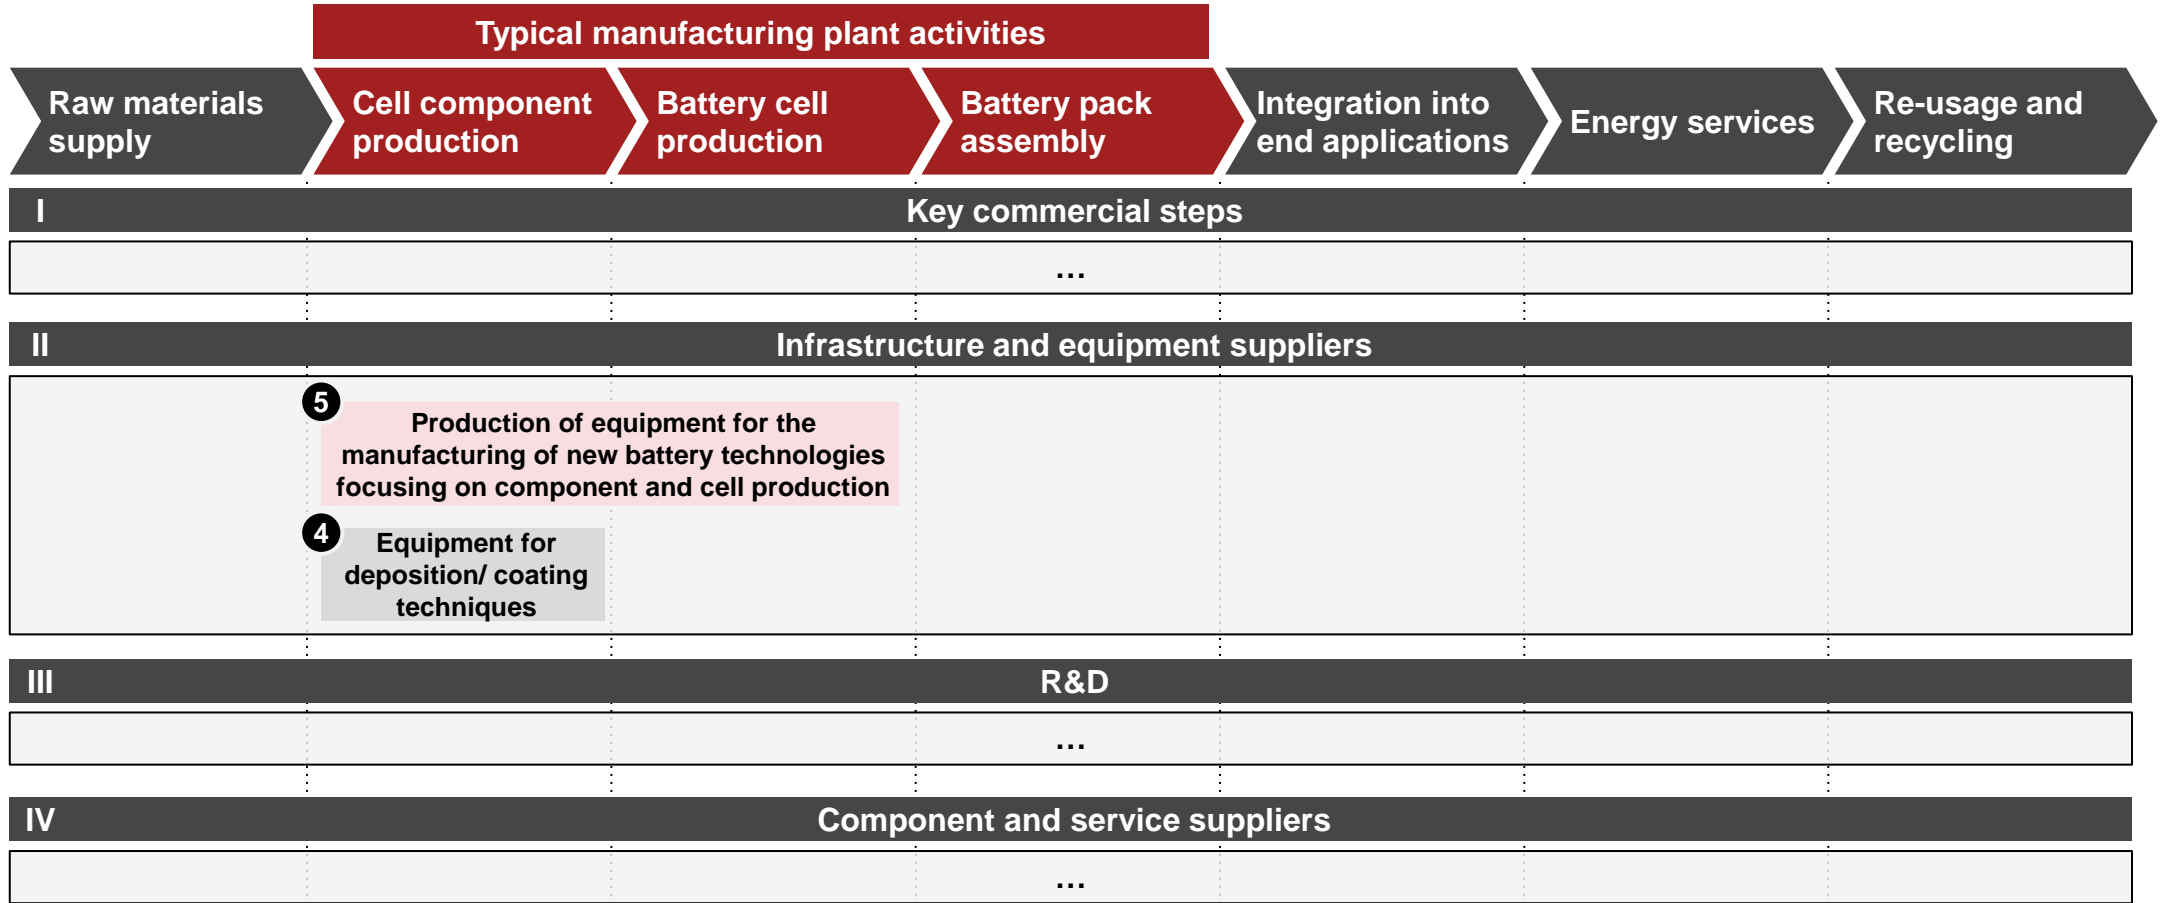 Typical manufacturing plant activities
Raw materials
supply
Cell component
production
Battery cell
production
Battery pack
assembly
Integration into
end applications
Energy services
Re-usage and
recycling
I
Key commercial steps
...
II
Infrastructure and equipment suppliers
5
Production of equipment for the
manufacturing of new battery technologies
focusing on component and cell production
4
Equipment for
deposition/ coating
techniques
III
R&D
...
IV
Component and service suppliers
...